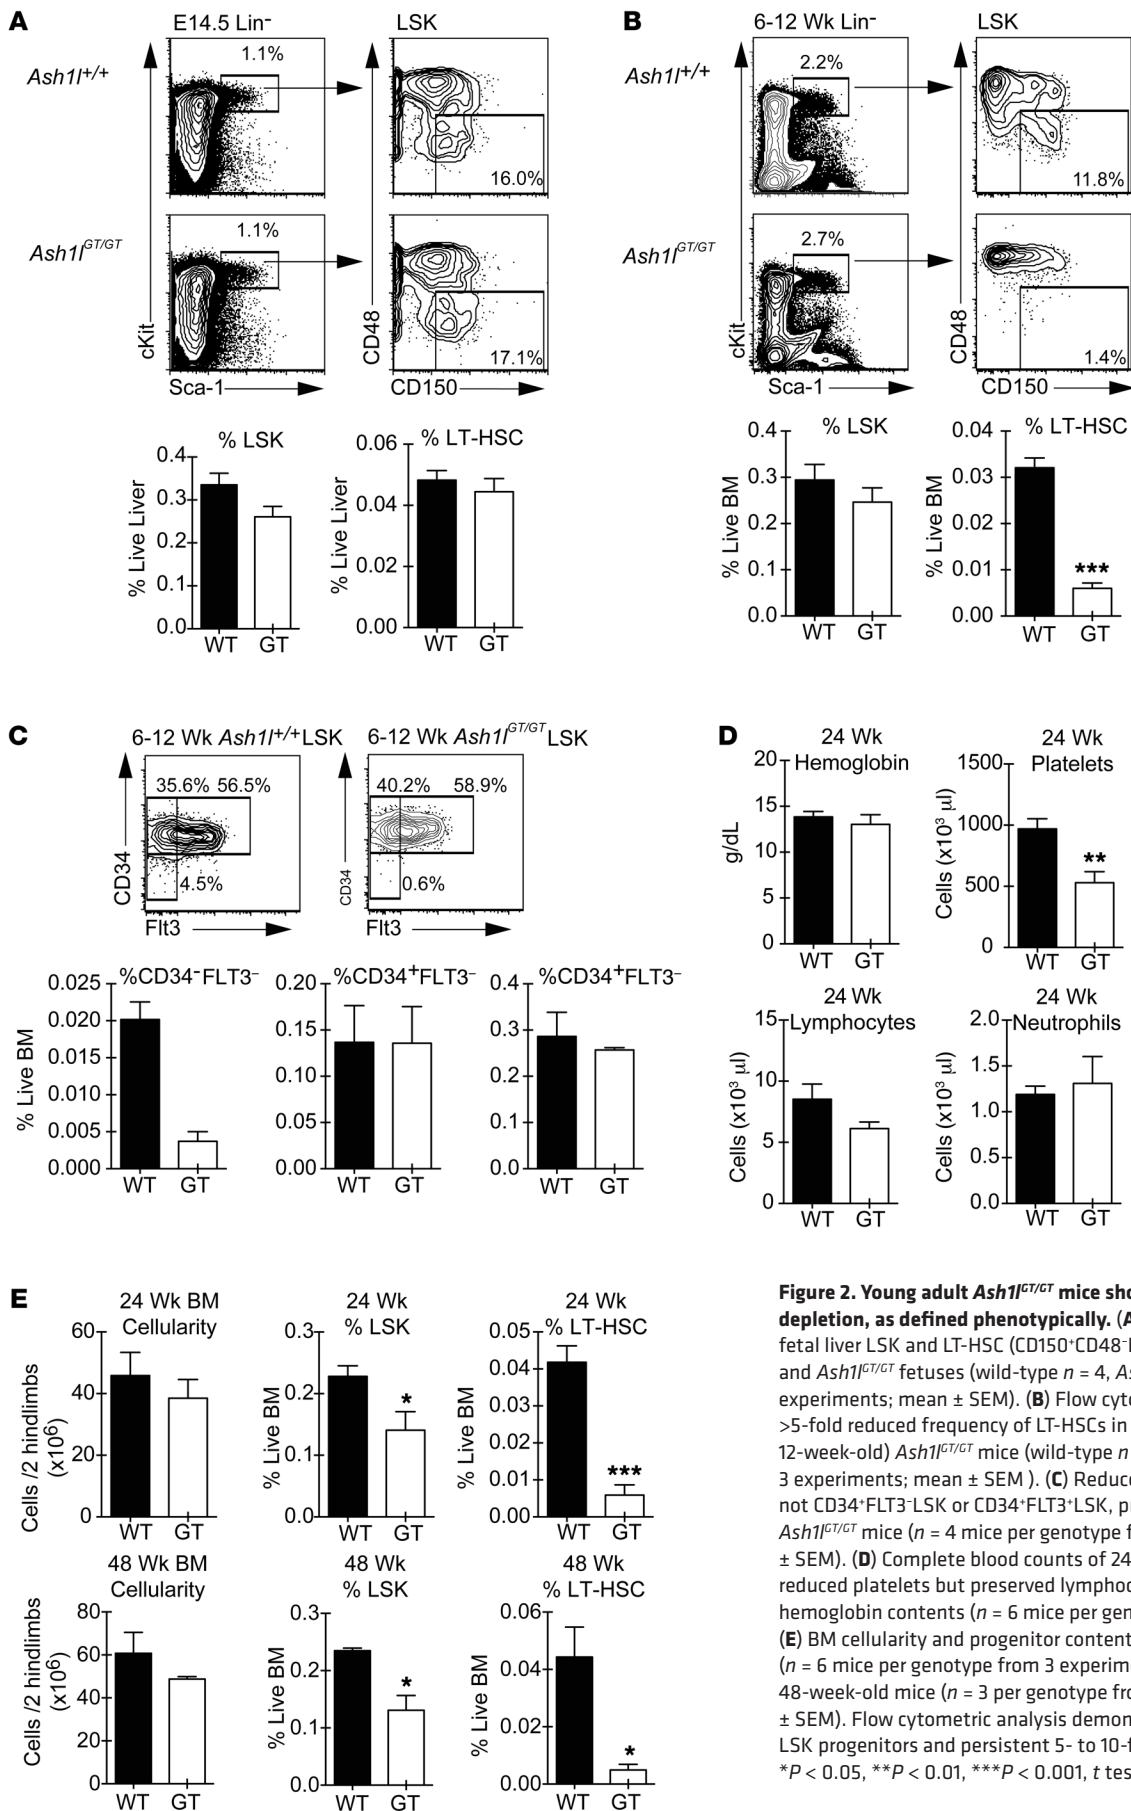 A
E14.5 Lin⁻
LSK
Ash1l+/+
1.1%
16.0%
Ash1lGT/GT
1.1%
17.1%
cKit
CD48
Sca-1
CD150
% LSK
% Live Liver
0.4
0.3
0.2
0.1
0.0
WT GT
% LT-HSC
% Live Liver
0.06
0.04
0.02
0.00
WT GT
B
6-12 Wk Lin⁻
LSK
Ash1l+/+
2.2%
11.8%
Ash1lGT/GT
2.7%
1.4%
cKit
CD48
Sca-1
CD150
% LSK
% Live BM
0.4
0.3
0.2
0.1
0.0
WT GT
% LT-HSC
% Live BM
0.04
0.03
0.02
0.01
0.00
***
WT GT
C
6-12 Wk Ash1l+/+LSK
35.6% 56.5%
4.5%
CD34
Flt3
6-12 Wk Ash1lGT/GT LSK
40.2% 58.9%
0.6%
CD34
Flt3
%CD34⁻FLT3⁻
% Live BM
0.025
0.020
0.015
0.010
0.005
0.000
WT GT
%CD34⁺FLT3⁻
0.20
0.15
0.10
0.05
0.00
WT GT
%CD34⁺FLT3⁻
0.4
0.3
0.2
0.1
0.0
WT GT
D
24 Wk
Hemoglobin
g/dL
20
15
10
5
0
WT GT
24 Wk
Platelets
Cells (x10³ µl)
1500
1000
500
0
**
WT GT
24 Wk
Lymphocytes
Cells (x10³ µl)
15
10
5
0
WT GT
24 Wk
Neutrophils
Cells (x10³ µl)
2.0
1.5
1.0
0.5
0.0
WT GT
E
24 Wk BM
Cellularity
Cells /2 hindlimbs
(x10⁶)
60
40
20
0
WT GT
24 Wk
% LSK
% Live BM
0.3
0.2
0.1
0.0
*
WT GT
24 Wk
% LT-HSC
% Live BM
0.05
0.04
0.03
0.02
0.01
0.00
***
WT GT
48 Wk BM
Cellularity
Cells /2 hindlimbs
(x10⁶)
80
60
40
20
0
WT GT
48 Wk
% LSK
% Live BM
0.3
0.2
0.1
0.0
*
WT GT
48 Wk
% LT-HSC
% Live BM
0.06
0.04
0.02
0.00
*
WT GT
Figure 2. Young adult Ash1lGT/GT mice sho
depletion, as defined phenotypically. (A
fetal liver LSK and LT-HSC (CD150⁺CD48⁻
and Ash1lGT/GT fetuses (wild-type n = 4, As
experiments; mean ± SEM). (B) Flow cyto
>5-fold reduced frequency of LT-HSCs in
12-week-old) Ash1lGT/GT mice (wild-type n
3 experiments; mean ± SEM ). (C) Reduce
not CD34⁺FLT3⁻LSK or CD34⁺FLT3⁺LSK, pr
Ash1lGT/GT mice (n = 4 mice per genotype f
± SEM). (D) Complete blood counts of 24
reduced platelets but preserved lymphoc
hemoglobin contents (n = 6 mice per gen
(E) BM cellularity and progenitor content
(n = 6 mice per genotype from 3 experim
48-week-old mice (n = 3 per genotype fro
± SEM). Flow cytometric analysis demon
LSK progenitors and persistent 5- to 10-f
*P < 0.05, **P < 0.01, ***P < 0.001, t tes